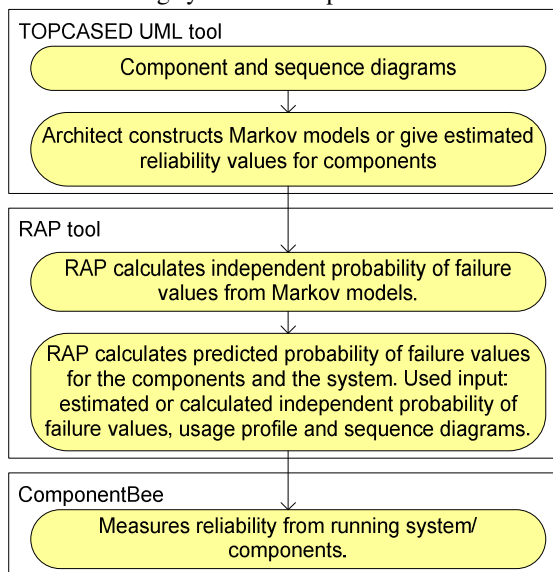 TOPCASED UML tool
Component and sequence diagrams
Architect constructs Markov models or give estimated
reliability values for components
RAP tool
RAP calculates independent probability of failure
values from Markov models.
RAP calculates predicted probability of failure values
for the components and the system. Used input:
estimated or calculated independent probability of
failure values, usage profile and sequence diagrams.
ComponentBee
Measures reliability from running system/
components.